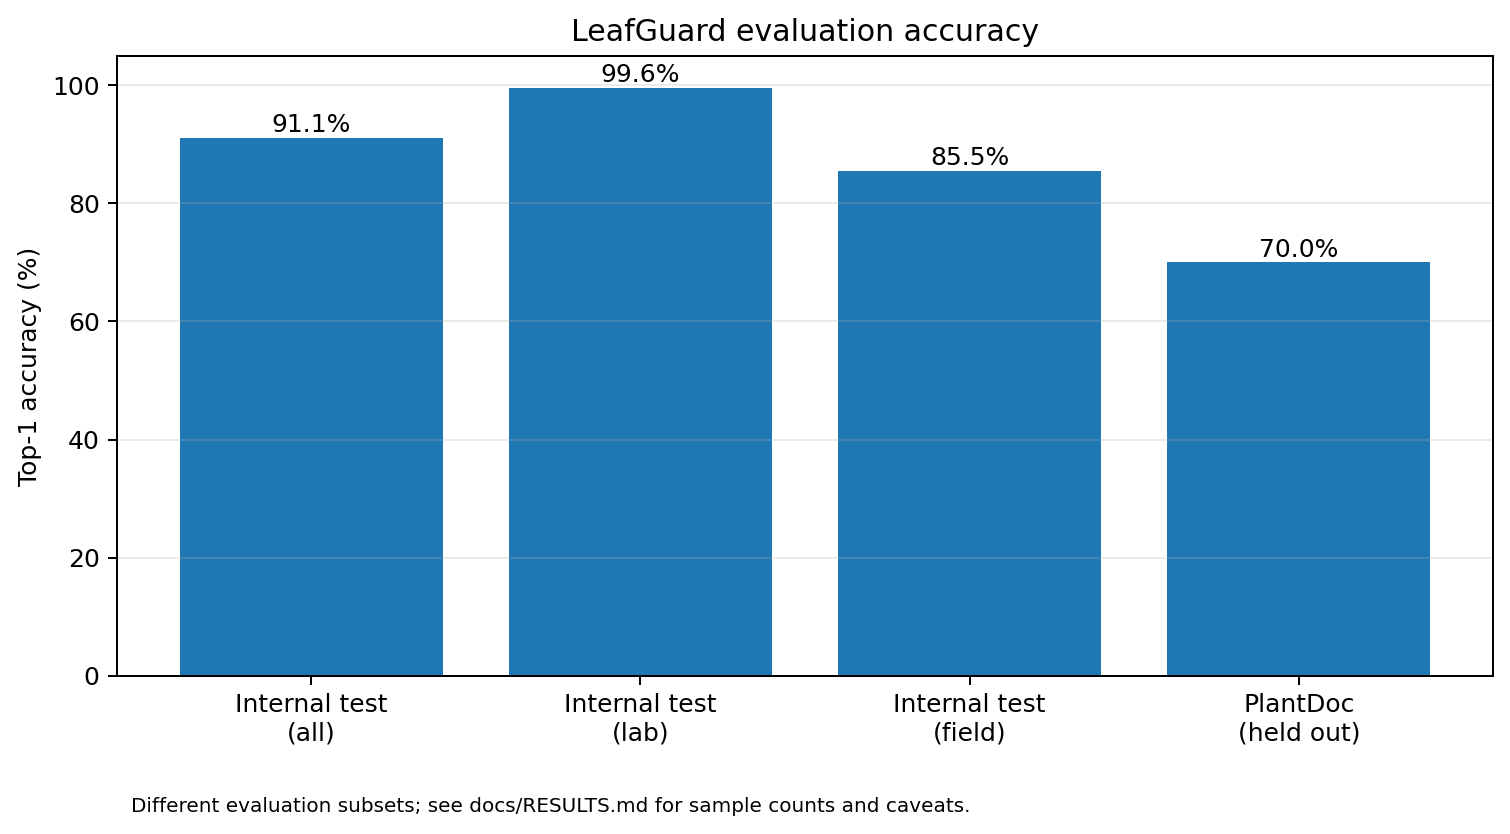 LeafGuard evaluation accuracy
Top-1 accuracy (%)
100
80
60
40
20
0
91.1%
99.6%
85.5%
70.0%
Internal test
(all)
Internal test
(lab)
Internal test
(field)
PlantDoc
(held out)
Different evaluation subsets; see docs/RESULTS.md for sample counts and caveats.